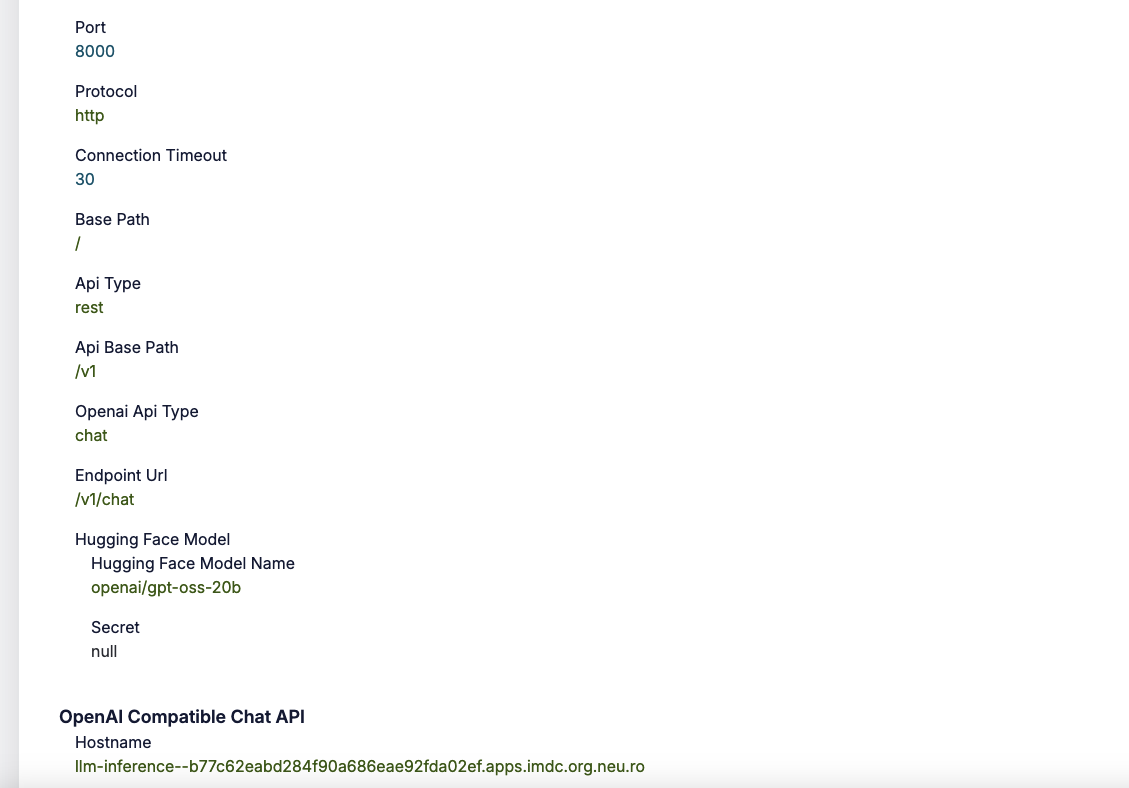 Port
8000
Protocol
http
Connection Timeout
30
Base Path
/
Api Type
rest
Api Base Path
/v1
Openai Api Type
chat
Endpoint Url
/v1/chat
Hugging Face Model
Hugging Face Model Name
openai/gpt-oss-20b
Secret
null
OpenAI Compatible Chat API
Hostname
llm-inference--b77c62eabd284f90a686eae92fda02ef.apps.imdc.org.neu.ro